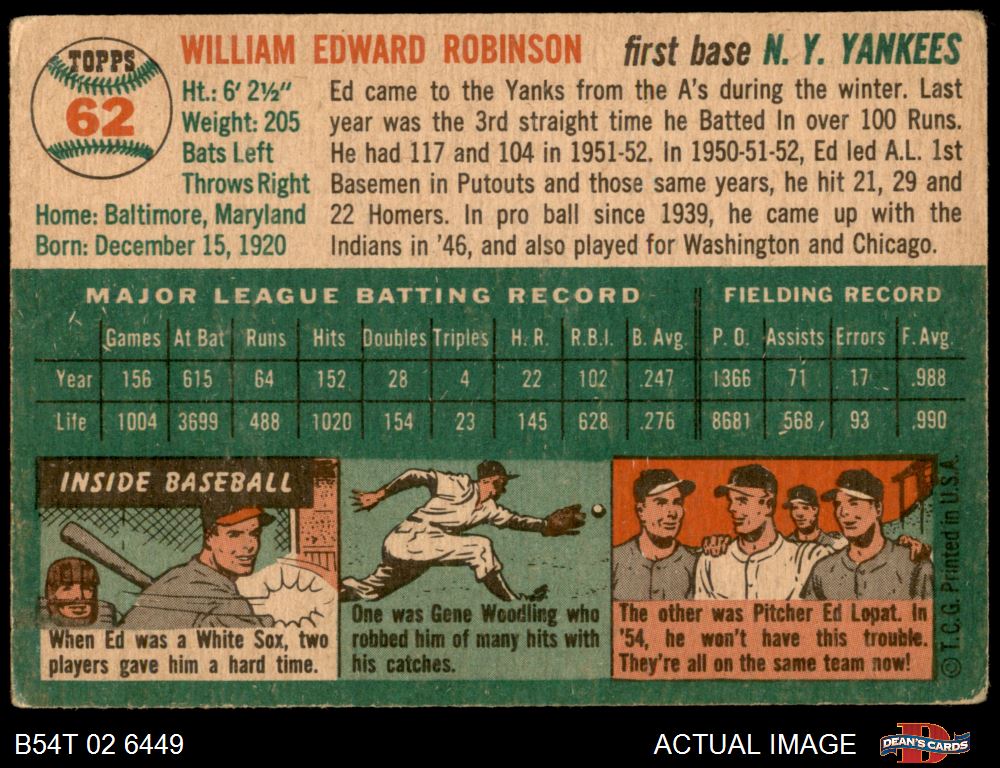 TOPPS
62
WILLIAM EDWARD ROBINSON first base N. Y. YANKEES
Ht.: 6' 2½"
Weight: 205
Bats Left
Throws Right
Home: Baltimore, Maryland
Born: December 15, 1920
Ed came to the Yanks from the A's during the winter. Last
year was the 3rd straight time he Batted In over 100 Runs.
He had 117 and 104 in 1951-52. In 1950-51-52, Ed led A.L. 1st
Basemen in Putouts and those same years, he hit 21, 29 and
22 Homers. In pro ball since 1939, he came up with the
Indians in '46, and also played for Washington and Chicago.
MAJOR LEAGUE BATTING RECORD FIELDING RECORD
Games At Bat Runs Hits Doubles Triples H. R. R.B.I. B. Avg. P. O. Assists Errors F. Avg.
Year 156 615 64 152 28 4 22 102 .247 1366 71 17 .988
Life 1004 3699 488 1020 154 23 145 628 .276 8681 568 93 .990
INSIDE BASEBALL
When Ed was a White Sox, two
players gave him a hard time.
One was Gene Woodling who
robbed him of many hits with
his catches.
The other was Pitcher Ed Lopat. In
'54, he won't have this trouble.
They're all on the same team now!
© T.C.G. Printed in U.S.A.
B54T 02 6449
ACTUAL IMAGE
B
DEAN'S CARDS